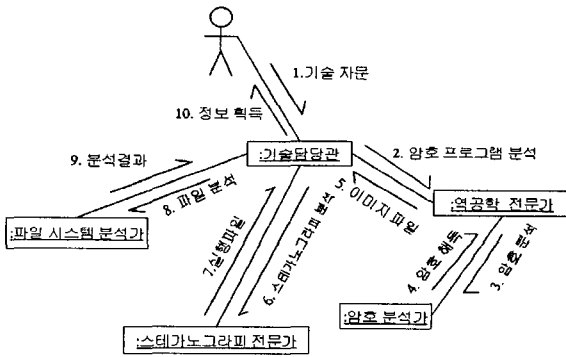 1.기술 자문
10. 정보 획득
:기술담당관
2. 암호 프로그램 분석
9. 분석결과
8. 파일 분석
5. 이미지 파일
:역공학 전문가
:파일 시스템 분석가
7.실행파일
6. 스테가노그라피 분석
4. 암호 해독
3. 암호 분석
:암호 분석가
:스테가노그라피 전문가